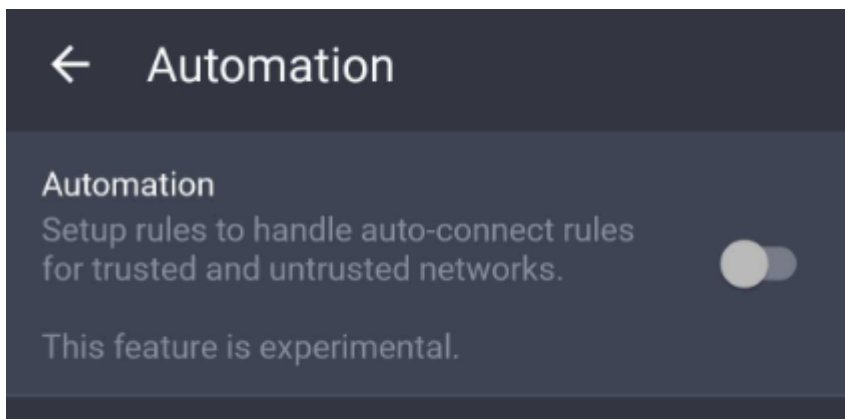 Automation
Automation
Setup rules to handle auto-connect rules
for trusted and untrusted networks.
This feature is experimental.